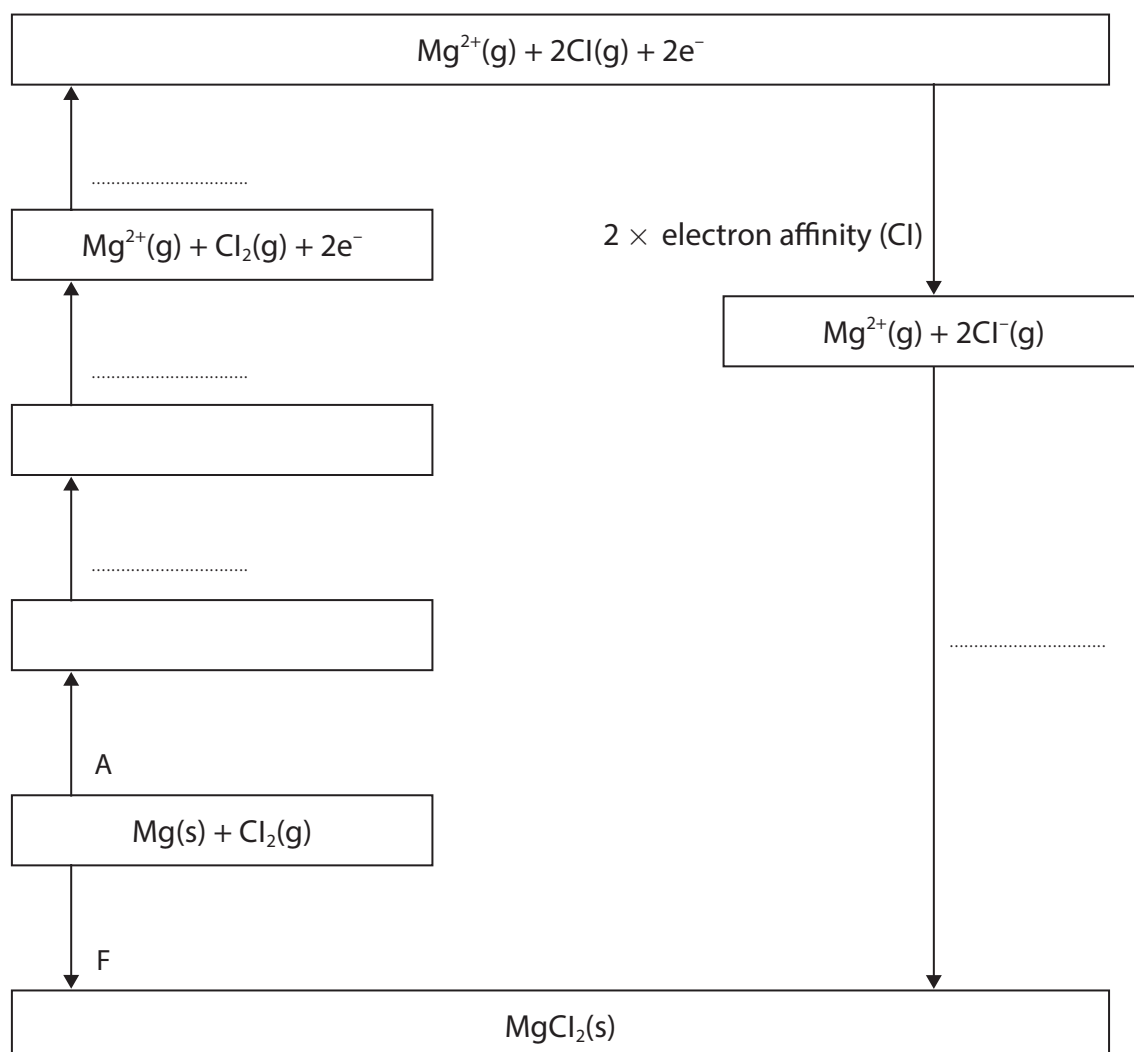 Mg²⁺(g) + 2Cl(g) + 2e⁻
..............................
Mg²⁺(g) + Cl₂(g) + 2e⁻
2 × electron affinity (Cl)
Mg²⁺(g) + 2Cl⁻(g)
..............................
..............................
..............................
A
Mg(s) + Cl₂(g)
F
MgCl₂(s)